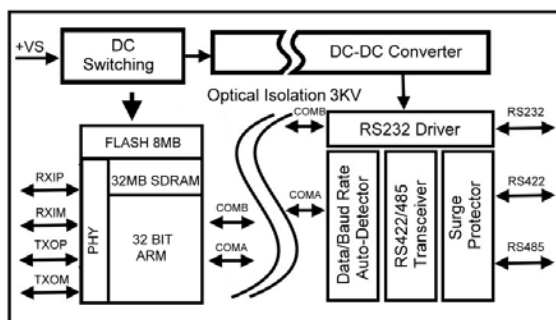 +VS
DC
Switching
DC-DC Converter
Optical Isolation 3KV
COMB
RS232 Driver
RS232
FLASH 8MB
32MB SDRAM
PHY
32 BIT
ARM
RXIP
RXIM
TXOP
TXOM
COMB
COMA
COMA
Data/Baud Rate
Auto-Detector
RS422/485
Transceiver
Surge
Protector
RS422
RS485